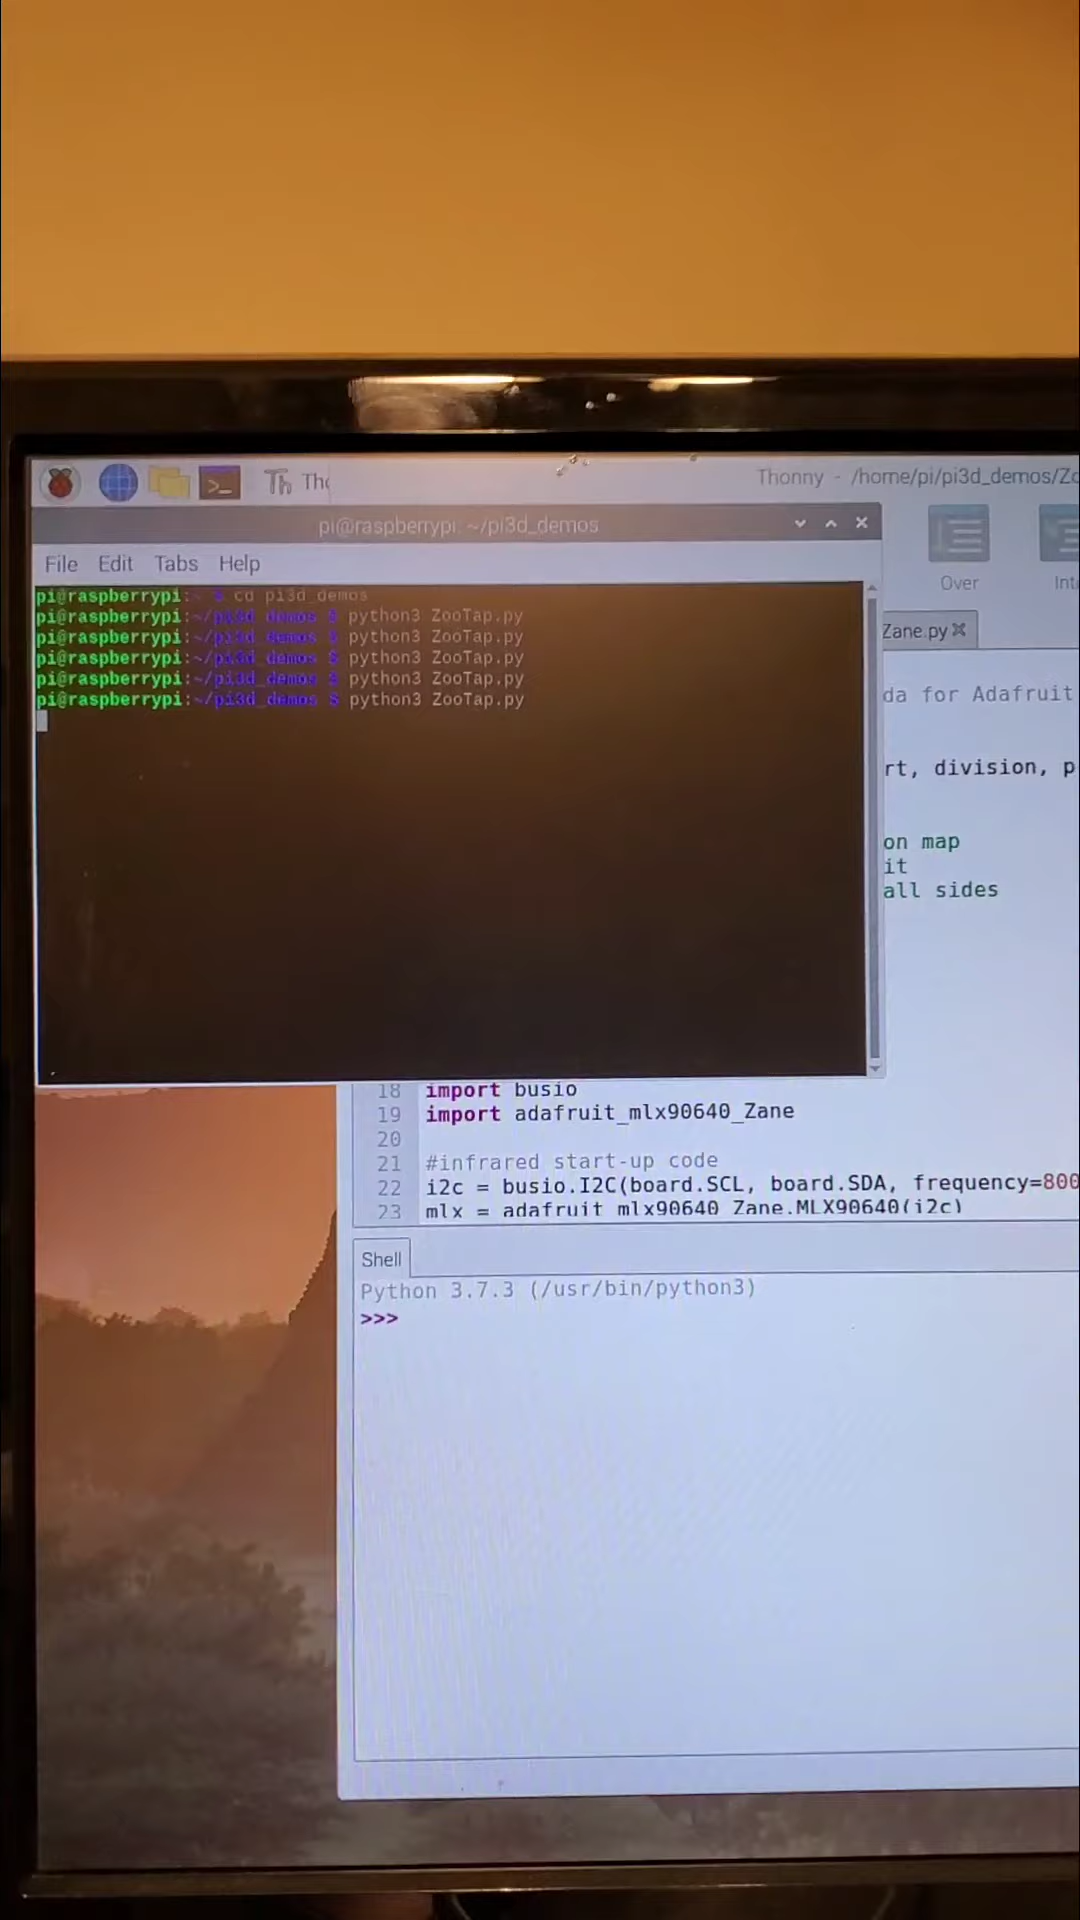 Th Tho
Thonny - /home/pi/pi3d_demos/Zo
pi@raspberrypi: ~/pi3d_demos
File Edit Tabs Help
Over
Int
pi@raspberrypi:~ $ cd pi3d_demos
pi@raspberrypi:~/pi3d_demos $ python3 ZooTap.py
pi@raspberrypi:~/pi3d_demos $ python3 ZooTap.py
pi@raspberrypi:~/pi3d_demos $ python3 ZooTap.py
pi@raspberrypi:~/pi3d_demos $ python3 ZooTap.py
pi@raspberrypi:~/pi3d_demos $ python3 ZooTap.py
Zane.py
da for Adafruit
rt, division, p
on map
it
all sides
18 import busio
19 import adafruit_mlx90640_Zane
20
21 #infrared start-up code
22 i2c = busio.I2C(board.SCL, board.SDA, frequency=800
23 mlx = adafruit_mlx90640_Zane.MLX90640(i2c)
Shell
Python 3.7.3 (/usr/bin/python3)
>>>